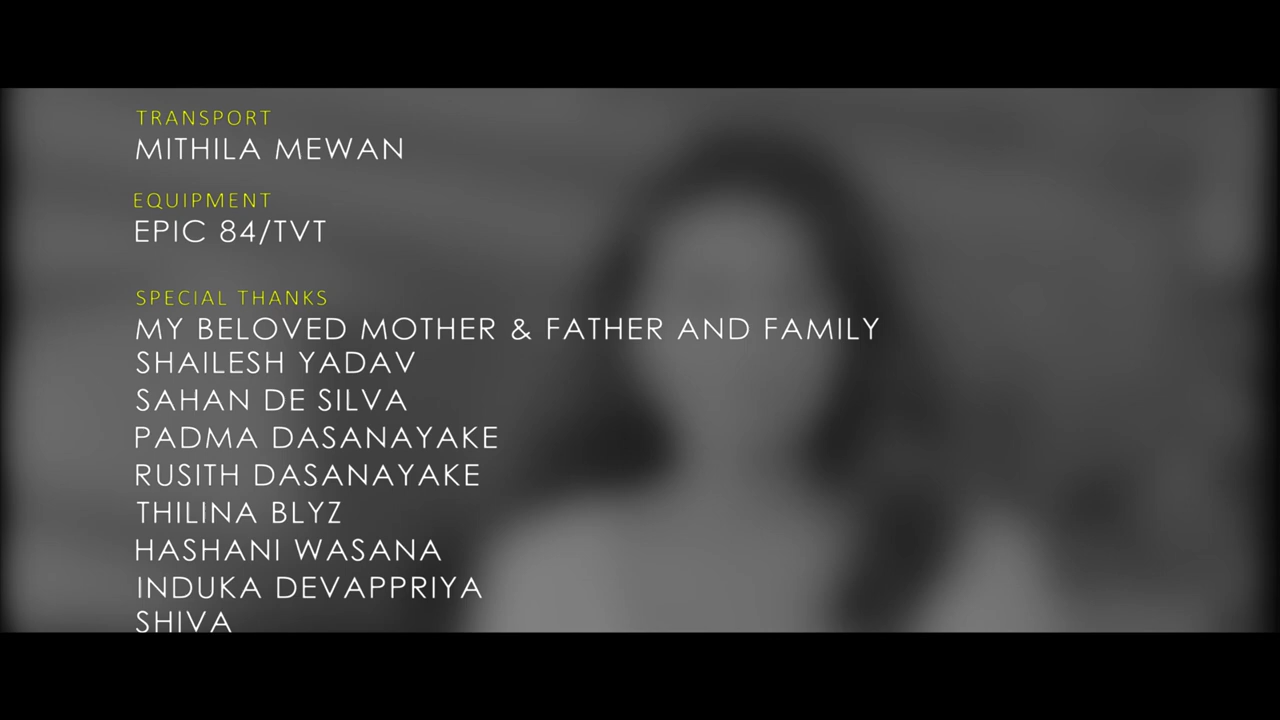 TRANSPORT
MITHILA MEWAN
EQUIPMENT
EPIC 84/TVT
SPECIAL THANKS
MY BELOVED MOTHER & FATHER AND FAMILY
SHAILESH YADAV
SAHAN DE SILVA
PADMA DASANAYAKE
RUSITH DASANAYAKE
THILINA BLYZ
HASHANI WASANA
INDUKA DEVAPPRIYA
SHIVA